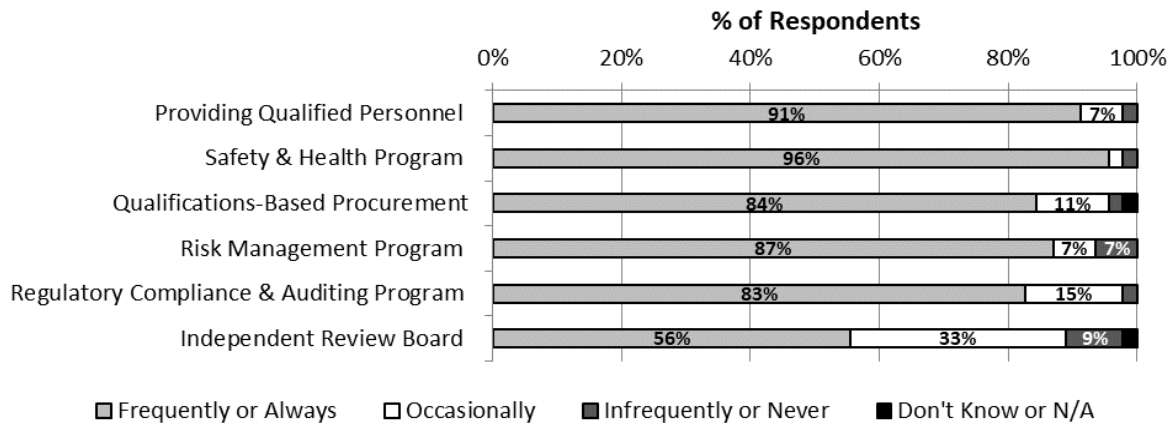 % of Respondents
0% 20% 40% 60% 80% 100%
Providing Qualified Personnel 91% 7%
Safety & Health Program 96%
Qualifications-Based Procurement 84% 11%
Risk Management Program 87% 7% 7%
Regulatory Compliance & Auditing Program 83% 15%
Independent Review Board 56% 33% 9%
Frequently or Always Occasionally Infrequently or Never Don't Know or N/A